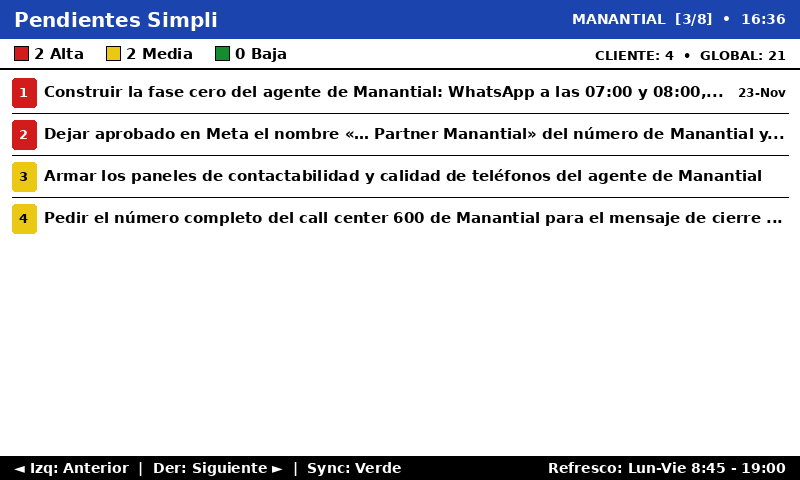 Pendientes Simpli
MANANTIAL [3/8] • 16:36
2 Alta 2 Media 0 Baja
CLIENTE: 4 • GLOBAL: 21
1 Construir la fase cero del agente de Manantial: WhatsApp a las 07:00 y 08:00,... 23-Nov
2 Dejar aprobado en Meta el nombre «... Partner Manantial» del número de Manantial y...
3 Armar los paneles de contactabilidad y calidad de teléfonos del agente de Manantial
4 Pedir el número completo del call center 600 de Manantial para el mensaje de cierre ...
◄ Izq: Anterior | Der: Siguiente ► | Sync: Verde
Refresco: Lun-Vie 8:45 - 19:00